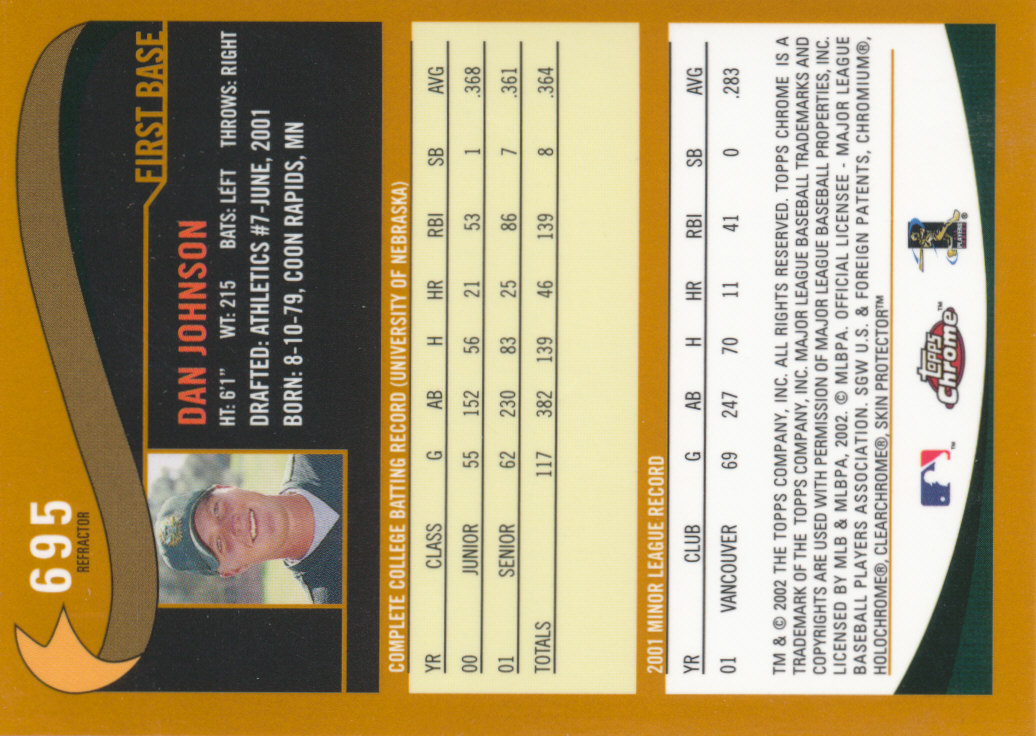 695
REFRACTOR
FIRST BASE
DAN JOHNSON
HT: 6'1" WT: 215 BATS: LEFT THROWS: RIGHT
DRAFTED: ATHLETICS #7-JUNE, 2001
BORN: 8-10-79, COON RAPIDS, MN
COMPLETE COLLEGE BATTING RECORD (UNIVERSITY OF NEBRASKA)
YR CLASS G AB H HR RBI SB AVG
00 JUNIOR 55 152 56 21 53 1 .368
01 SENIOR 62 230 83 25 86 7 .361
TOTALS 117 382 139 46 139 8 .364
2001 MINOR LEAGUE RECORD
YR CLUB G AB H HR RBI SB AVG
01 VANCOUVER 69 247 70 11 41 0 .283
TM & © 2002 THE TOPPS COMPANY, INC. ALL RIGHTS RESERVED. TOPPS CHROME IS A
TRADEMARK OF THE TOPPS COMPANY, INC. MAJOR LEAGUE BASEBALL TRADEMARKS AND
COPYRIGHTS ARE USED WITH PERMISSION OF MAJOR LEAGUE BASEBALL PROPERTIES, INC.
LICENSED BY MLB & MLBPA, 2002. © MLBPA. OFFICIAL LICENSEE - MAJOR LEAGUE
BASEBALL PLAYERS ASSOCIATION. SGW U.S. & FOREIGN PATENTS, CHROMIUM®,
HOLOCHROME®, CLEARCHROME®, SKIN PROTECTOR™
TOPPS
Chrome™
PLAYERS